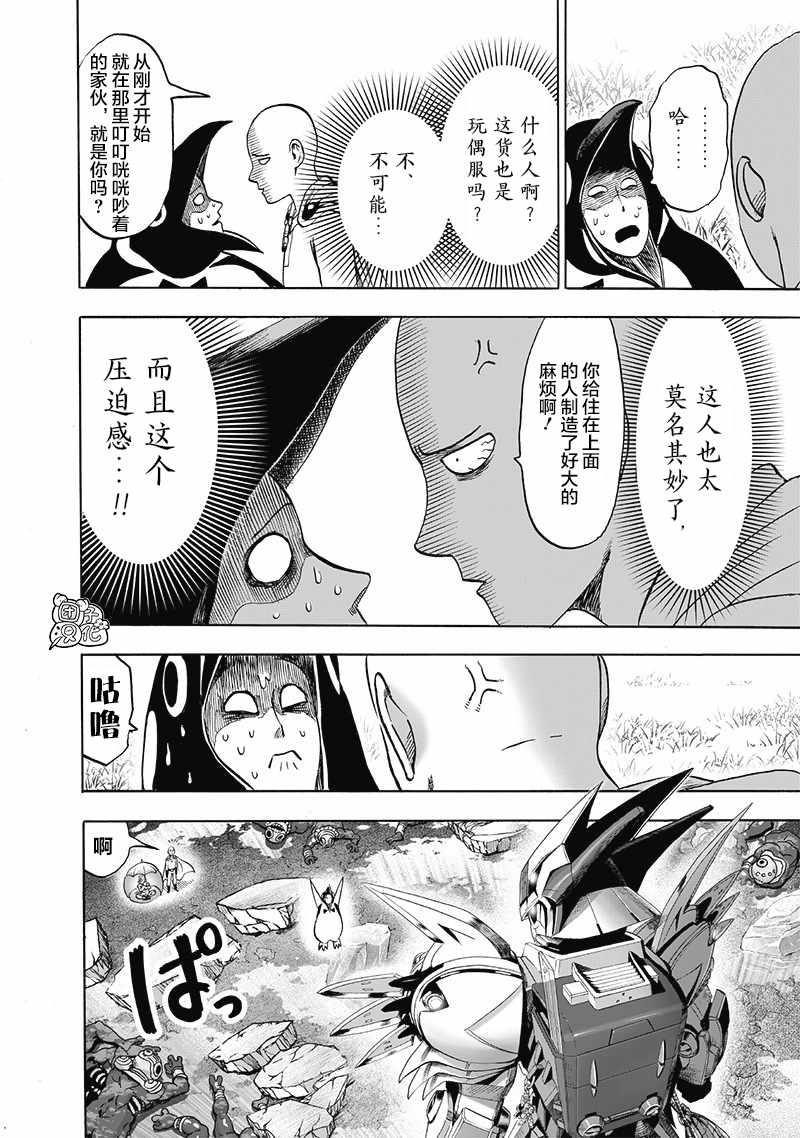 ……
哈……
什么人啊？
这货也是
玩偶服吗？
不、
不可能…
从刚才开始
就在那里叮叮咣咣吵着
的家伙，就是你吗？
这人也太
莫名其妙了，
你给住在上面
的人制造了好大的
麻烦啊！
而且这个
压迫感…!!
团子
汉化
咕噜
啊
ぱっ